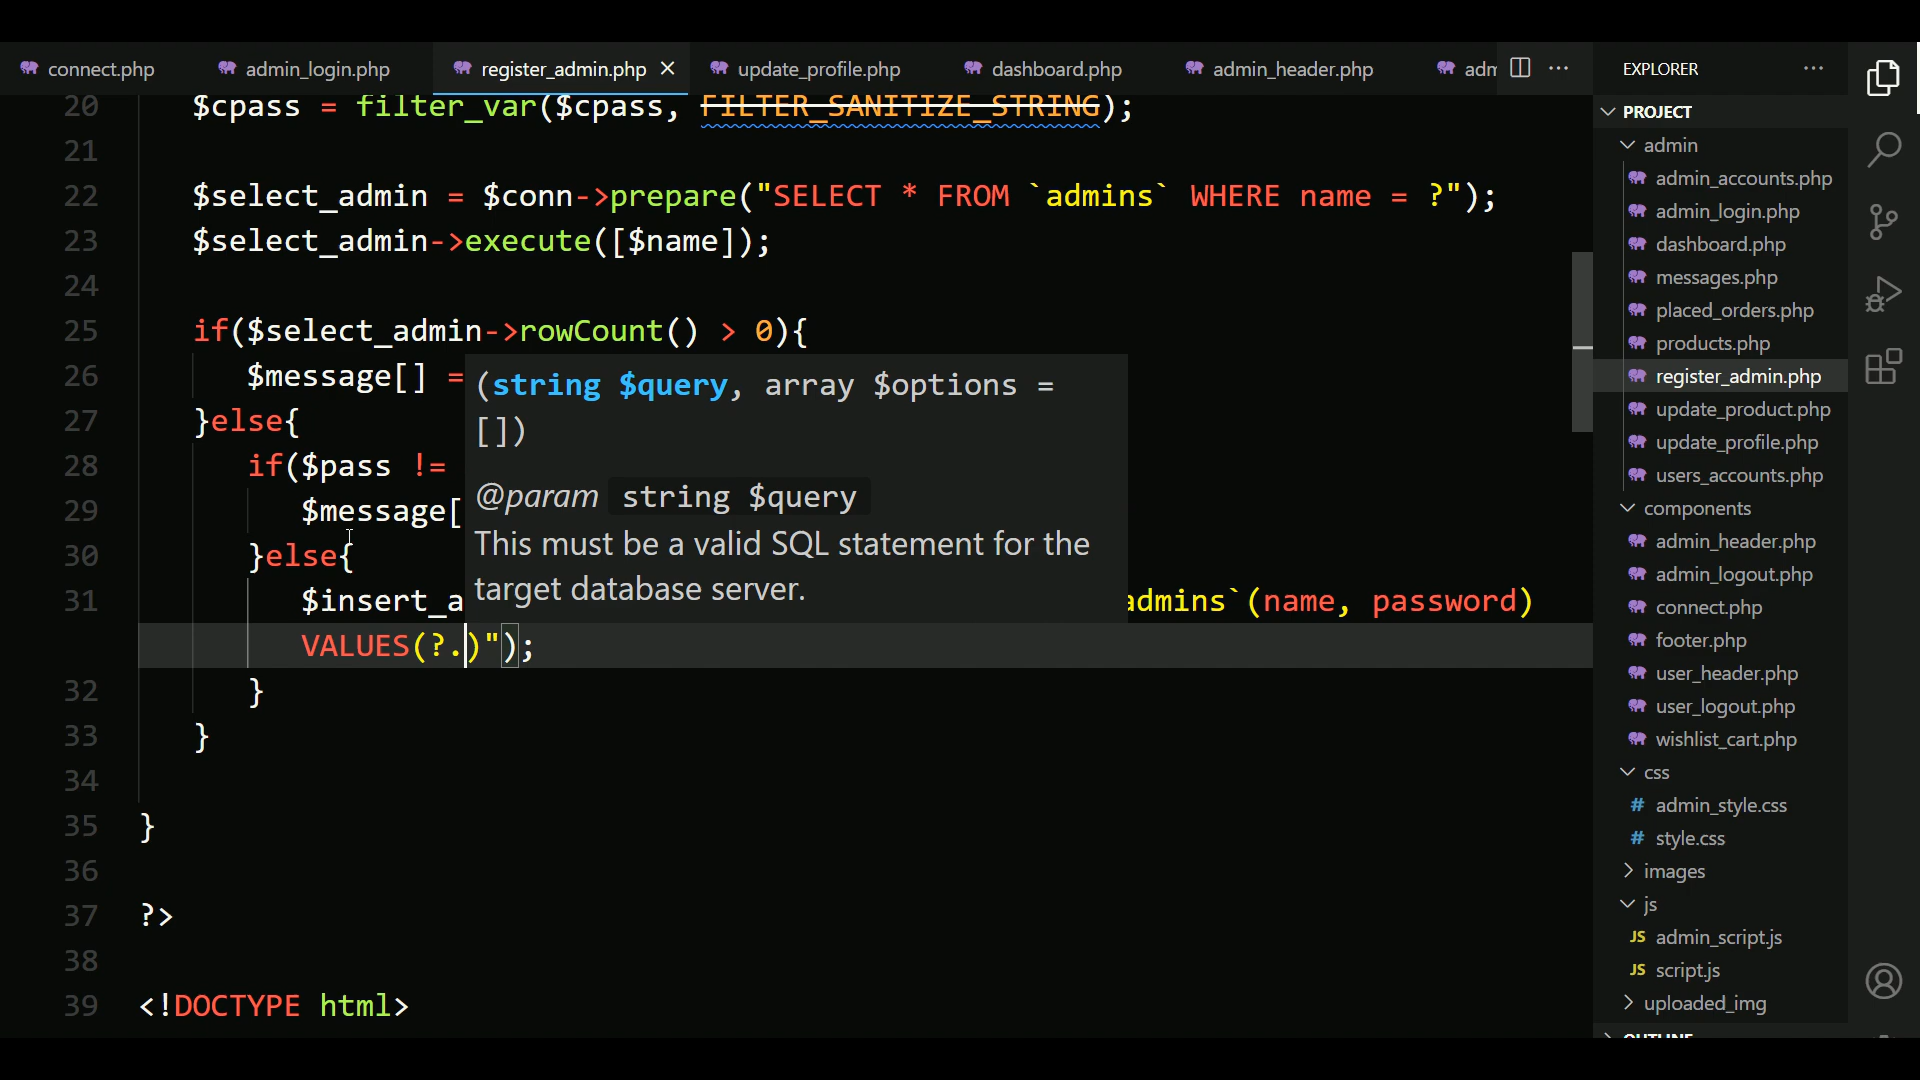 connect.php
admin_login.php
register_admin.php
update_profile.php
dashboard.php
admin_header.php
adm
20 $cpass = filter_var($cpass, FILTER_SANITIZE_STRING);
21
22 $select_admin = $conn->prepare("SELECT * FROM `admins` WHERE name = ?");
23 $select_admin->execute([$name]);
24
25 if($select_admin->rowCount() > 0){
26 $message[] =
27 }else{
28 if($pass !=
29 $message[
30 }else{
31 $insert_a
admins`(name, password)
VALUES(?.)");
32 }
33 }
34
35 }
36
37 ?>
38
39 <!DOCTYPE html>
(string $query, array $options =
[])
@param string $query
This must be a valid SQL statement for the
target database server.
EXPLORER
PROJECT
admin
admin_accounts.php
admin_login.php
dashboard.php
messages.php
placed_orders.php
products.php
register_admin.php
update_product.php
update_profile.php
users_accounts.php
components
admin_header.php
admin_logout.php
connect.php
footer.php
user_header.php
user_logout.php
wishlist_cart.php
css
# admin_style.css
# style.css
images
js
JS admin_script.js
JS script.js
uploaded_img
OUTLINE